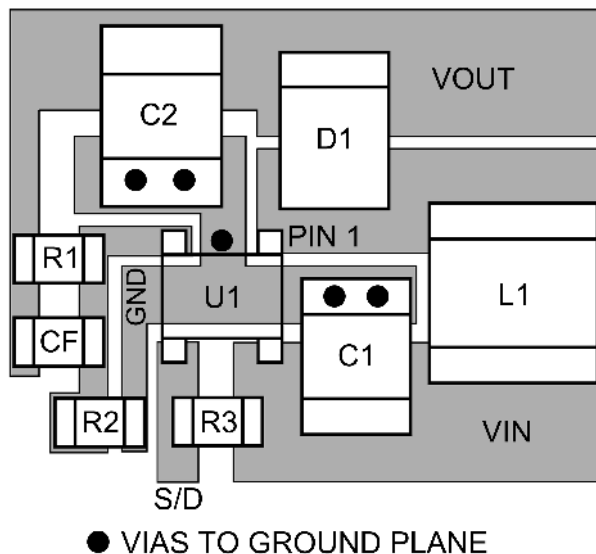 VOUT
C2
D1
R1
PIN 1
GND
U1
L1
CF
C1
R2
R3
VIN
S/D
VIAS TO GROUND PLANE